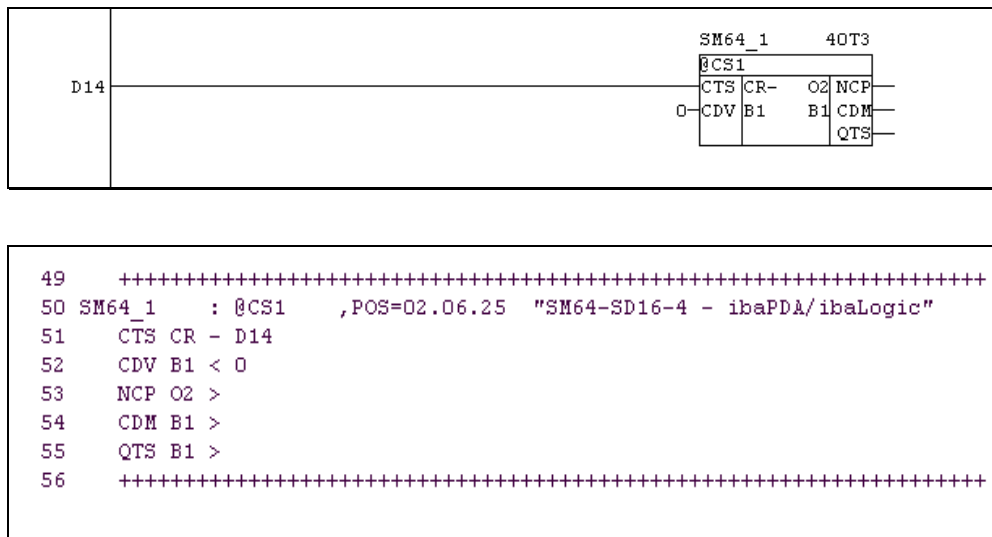 SM64_1 40T3
@CS1
D14 CTS CR- O2 NCP
0 CDV B1 B1 CDM
QTS
49 +++++++++++++++++++++++++++++++++++++++++++++++++++++++++++++++++++
50 SM64_1 : @CS1 ,POS=02.06.25 "SM64-SD16-4 - ibaPDA/ibaLogic"
51 CTS CR - D14
52 CDV B1 < 0
53 NCP O2 >
54 CDM B1 >
55 QTS B1 >
56 +++++++++++++++++++++++++++++++++++++++++++++++++++++++++++++++++++